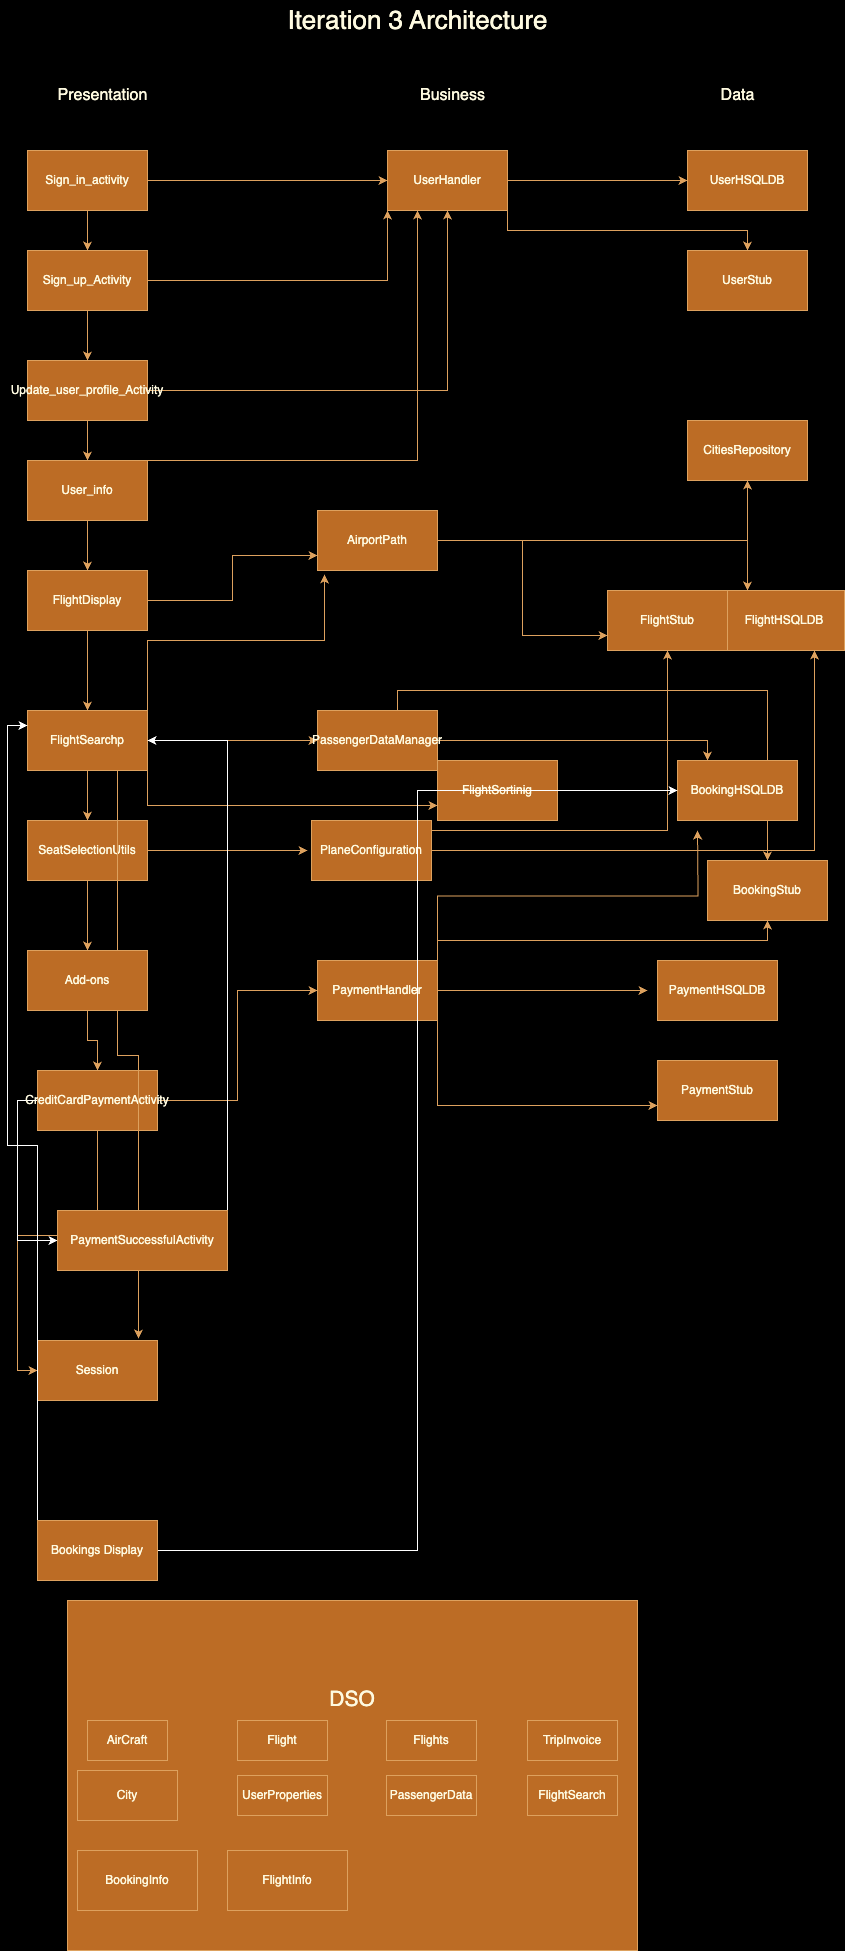 Iteration 3 Architecture
Presentation
Business
Data
Sign_in_activity
UserHandler
UserHSQLDB
Sign_up_Activity
UserStub
Update_user_profile_Activity
CitiesRepository
User_info
AirportPath
FlightDisplay
FlightStub
FlightHSQLDB
FlightSearchp
PassengerDataManager
FlightSortinig
BookingHSQLDB
SeatSelectionUtils
PlaneConfiguration
BookingStub
Add-ons
PaymentHandler
PaymentHSQLDB
CreditCardPaymentActivity
PaymentStub
PaymentSuccessfulActivity
Session
Bookings Display
DSO
AirCraft
Flight
Flights
TripInvoice
City
UserProperties
PassengerData
FlightSearch
BookingInfo
FlightInfo